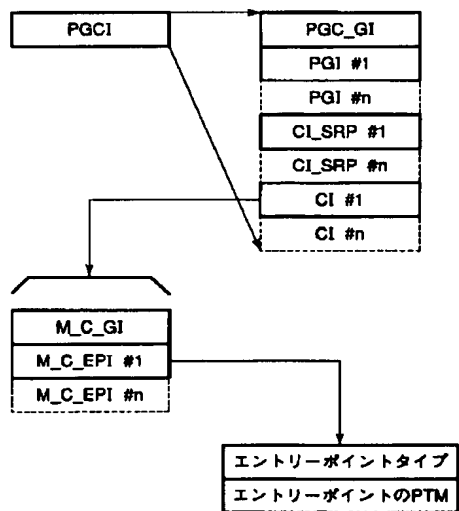 PGCI
PGC_GI
PGI #1
PGI #n
CI_SRP #1
CI_SRP #n
CI #1
CI #n
M_C_GI
M_C_EPI #1
M_C_EPI #n
エントリーポイントタイプ
エントリーポイントのPTM